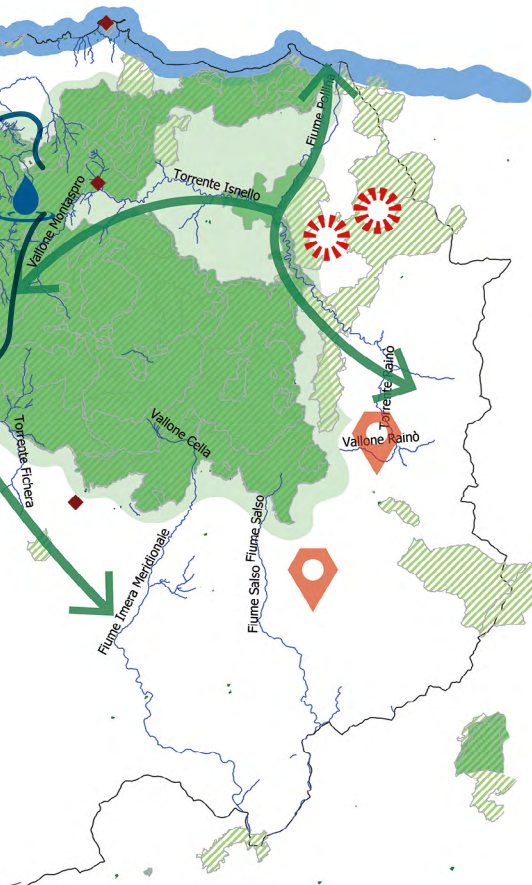 Fiume Pollina
Torrente Isnello
Vallone Montaspro
Torrente Raino
Vallone Rainò
Vallone Cella
Torrente Fichera
Fiume Salso
Fiume Salso
Fiume Imera Meridionale